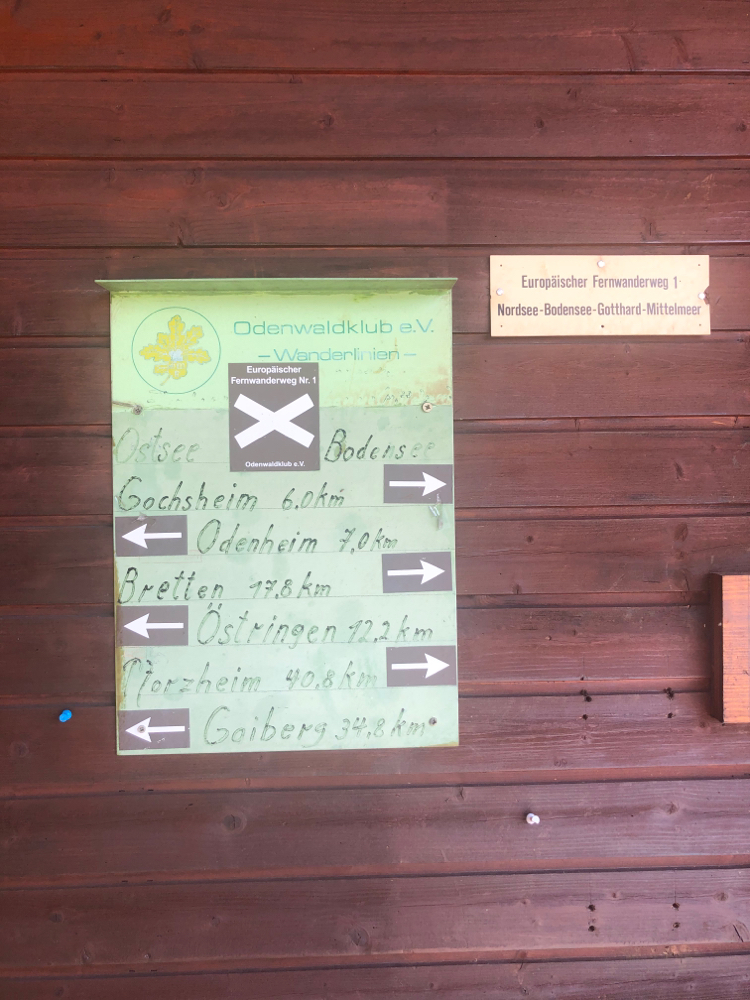 Odenwaldklub e.V.
– Wanderlinien –
Europäischer
Fernwanderweg Nr. 1
Odenwaldklub e.V.
Ostsee Bodensee
Gochsheim 6,0 km
Odenheim 7,0 km
Bretten 17,8 km
Östringen 12,2 km
Pforzheim 40,8 km
Gaiberg 34,8 km
Europäischer Fernwanderweg 1
Nordsee-Bodensee-Gotthard-Mittelmeer